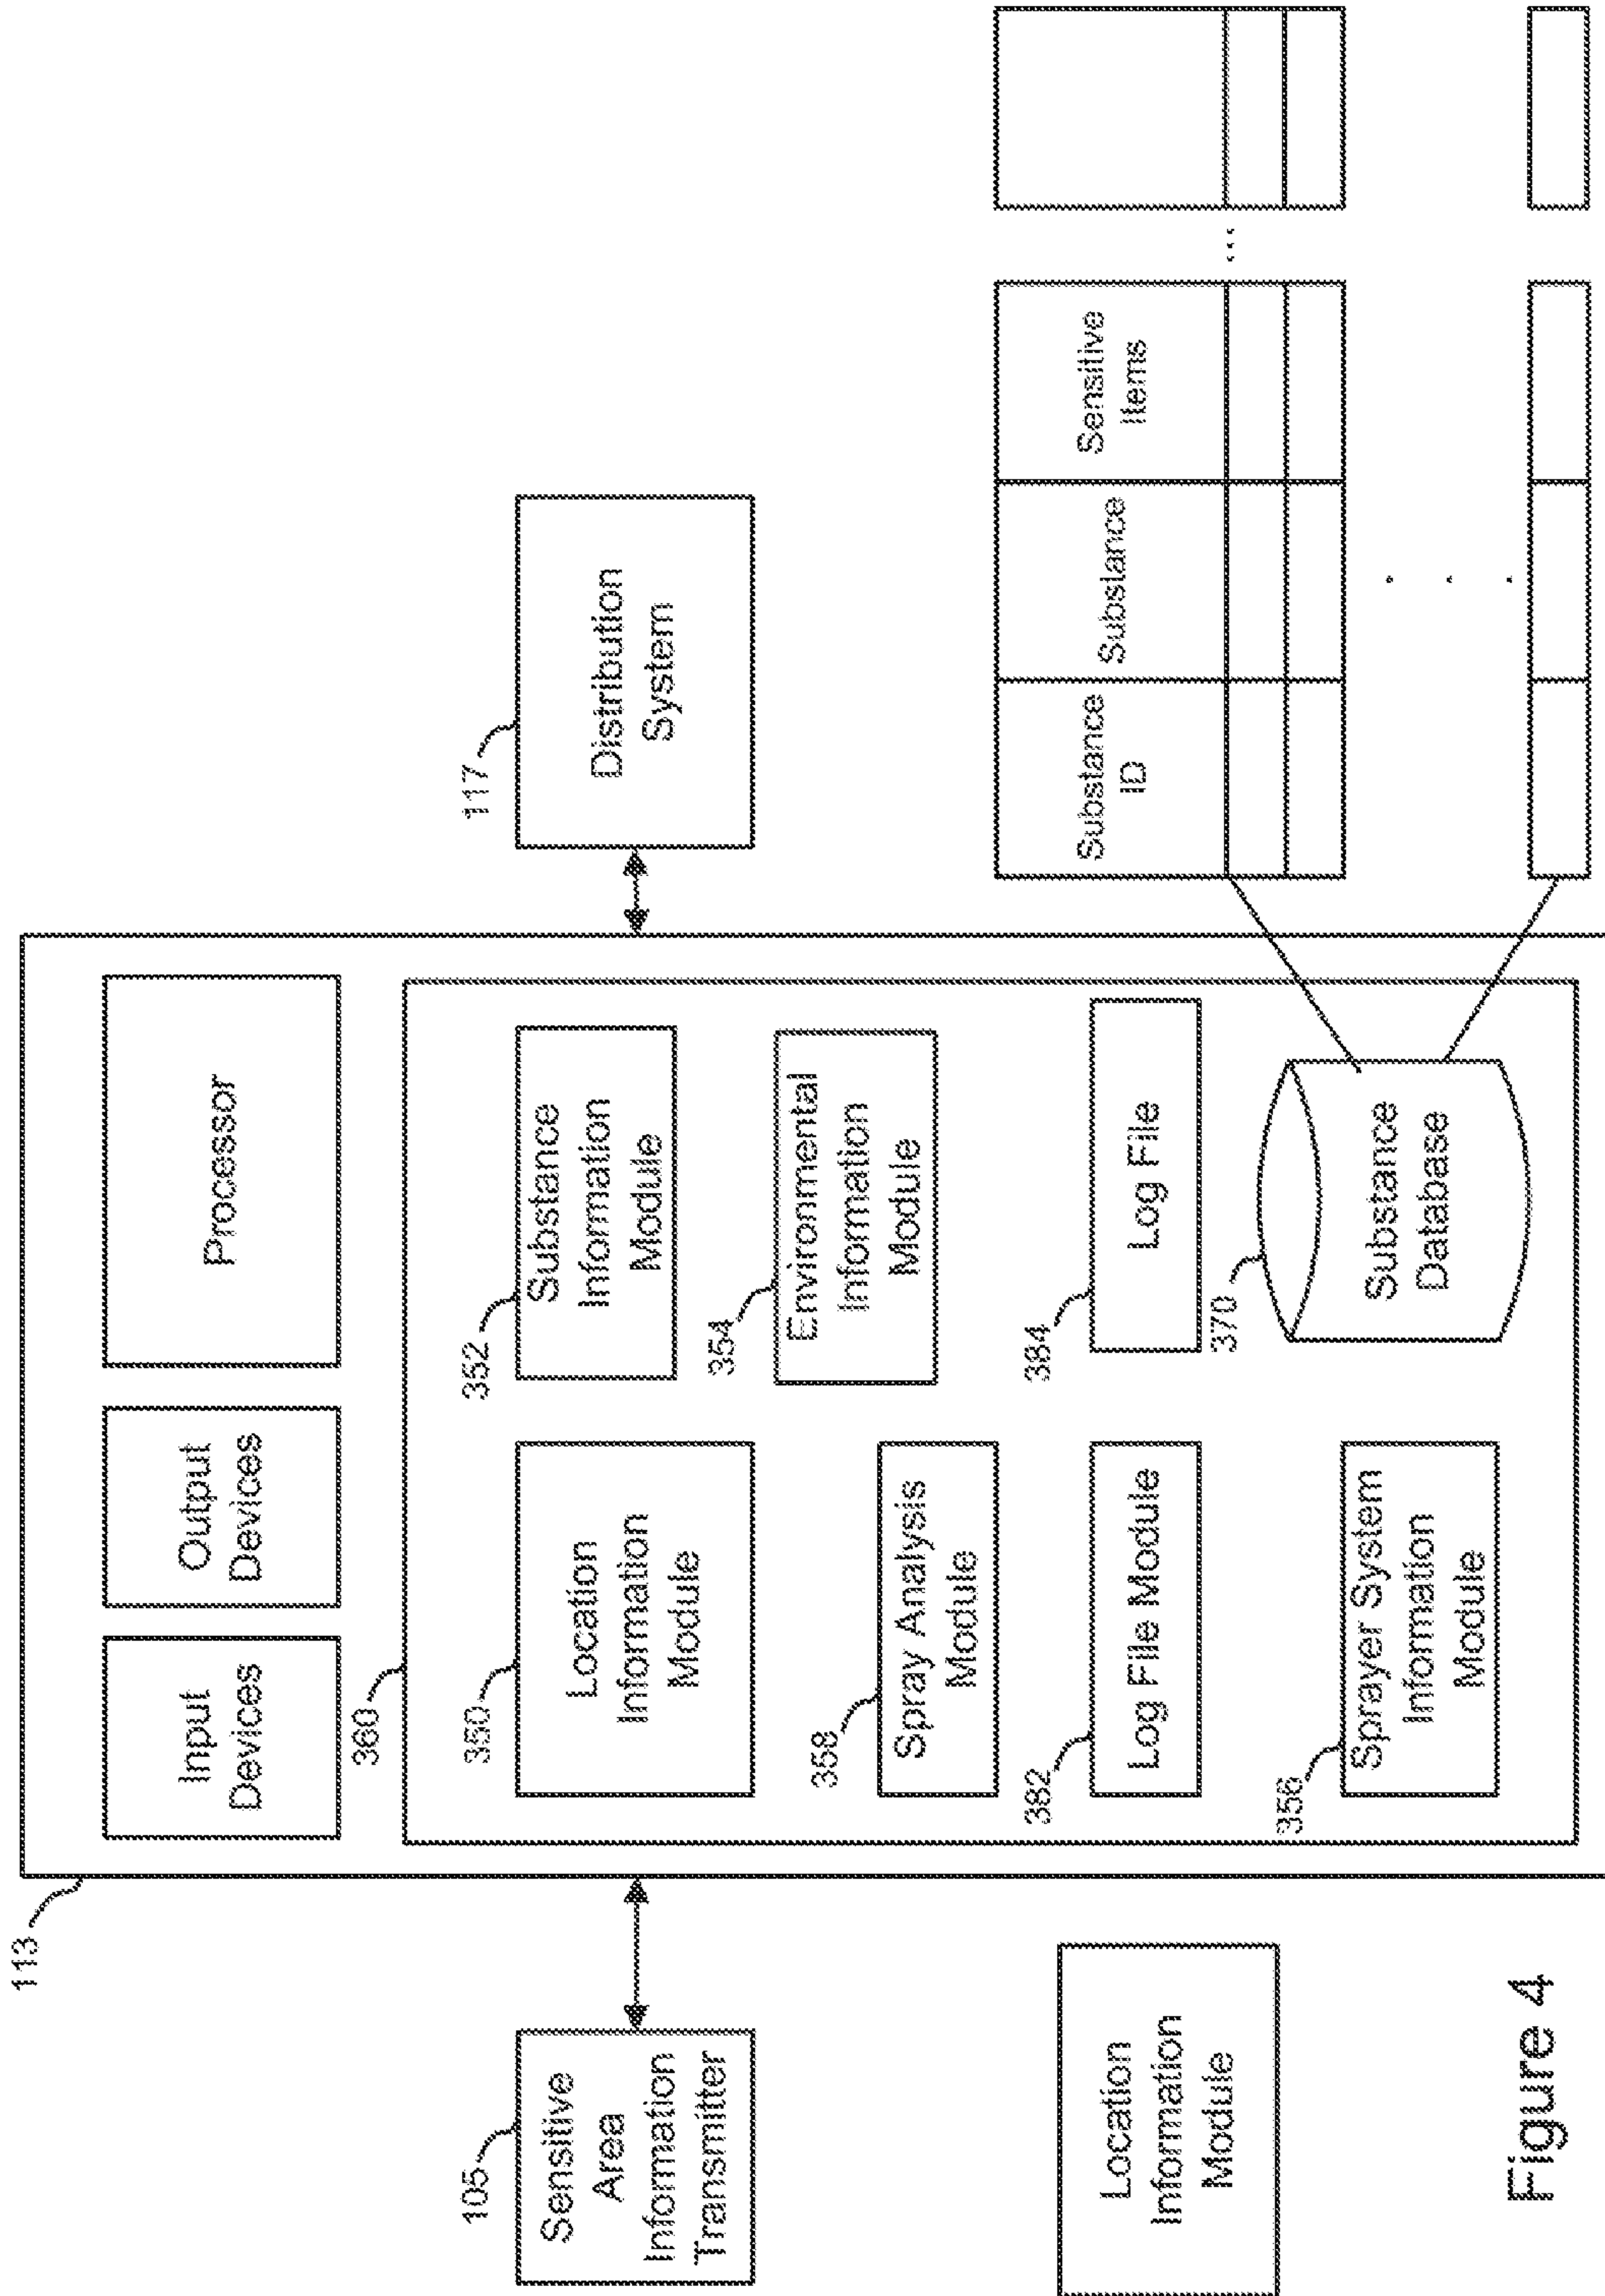 113
Input
Devices
Output
Devices
Processor
360
350
Location
Information
Module
352
Substance
Information
Module
354
Environmental
Information
Module
358
Spray Analysis
Module
382
Log File Module
384
Log File
356
Sprayer System
Information
Module
370
Substance
Database
105
Sensitive
Area
Information
Transmitter
117
Distribution
System
Location
Information
Module
Substance
ID
Substance
Sensitive
Items
...
. . .
Figure 4